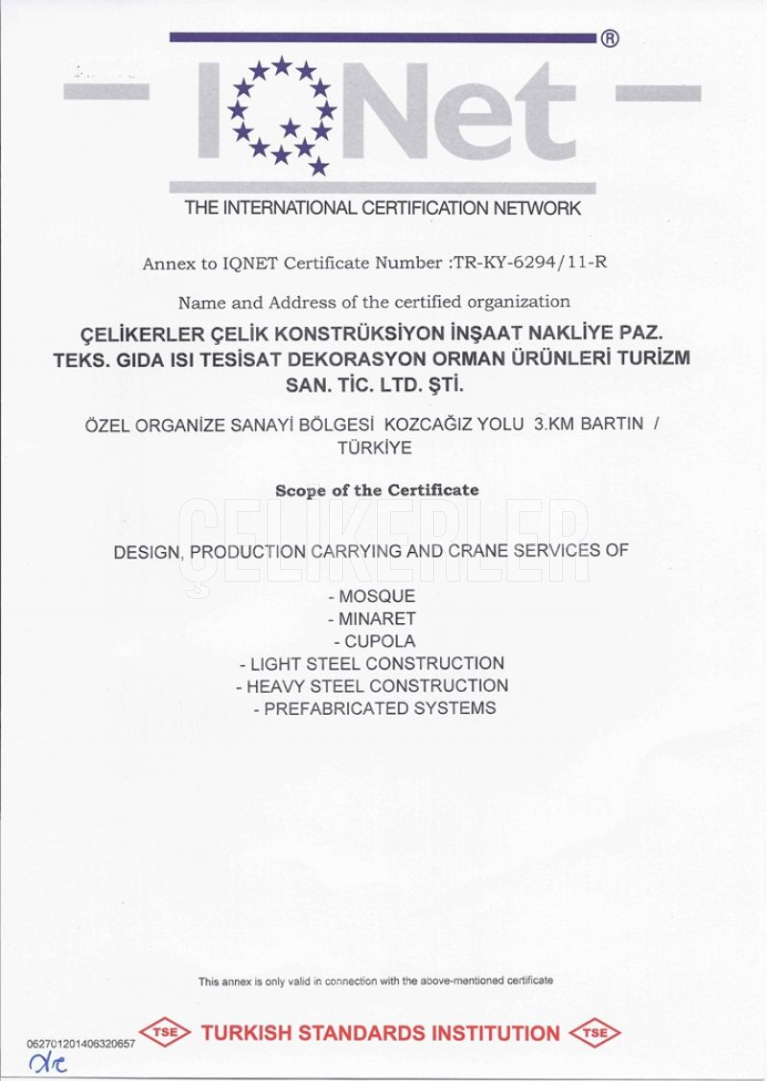 IQNet ®
THE INTERNATIONAL CERTIFICATION NETWORK
Annex to IQNET Certificate Number :TR-KY-6294/11-R
Name and Address of the certified organization
ÇELİKERLER ÇELİK KONSTRÜKSİYON İNŞAAT NAKLİYE PAZ.
TEKS. GIDA ISI TESİSAT DEKORASYON ORMAN ÜRÜNLERİ TURİZM
SAN. TİC. LTD. ŞTİ.
ÖZEL ORGANİZE SANAYİ BÖLGESİ KOZCAĞIZ YOLU 3.KM BARTIN /
TÜRKİYE
Scope of the Certificate
ÇELİKERLER
DESIGN, PRODUCTION CARRYING AND CRANE SERVICES OF
- MOSQUE
- MINARET
- CUPOLA
- LIGHT STEEL CONSTRUCTION
- HEAVY STEEL CONSTRUCTION
- PREFABRICATED SYSTEMS
This annex is only valid in connection with the above-mentioned certificate
TSE TURKISH STANDARDS INSTITUTION TSE
062701201406320657